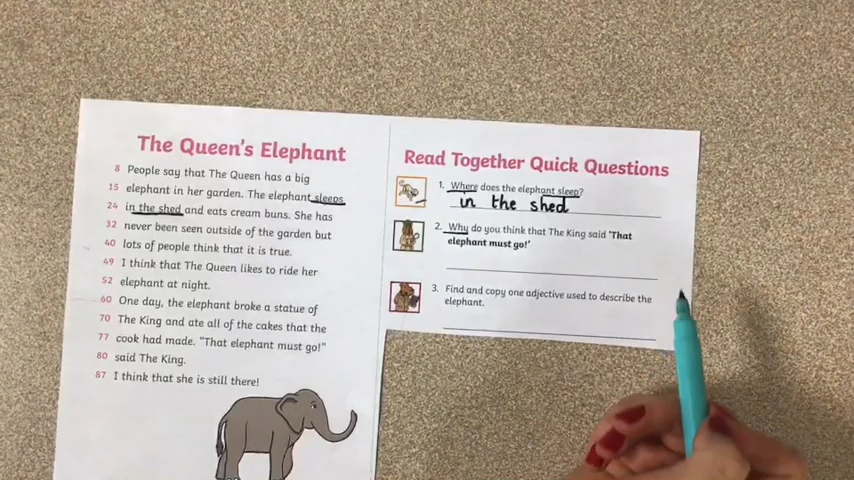 The Queen's Elephant
8 People say that The Queen has a big
15 elephant in her garden. The elephant sleeps
24 in the shed and eats cream buns. She has
32 never been seen outside of the garden but
40 lots of people think that it is true.
49 I think that The Queen likes to ride her
52 elephant at night.
60 One day, the elephant broke a statue of
70 The King and ate all of the cakes that the
77 cook had made. "That elephant must go!"
80 said The King.
87 I think that she is still there!
Read Together Quick Questions
1. Where does the elephant sleep?
in the shed
2. Why do you think that The King said 'That
elephant must go!'
3. Find and copy one adjective used to describe the
elephant.